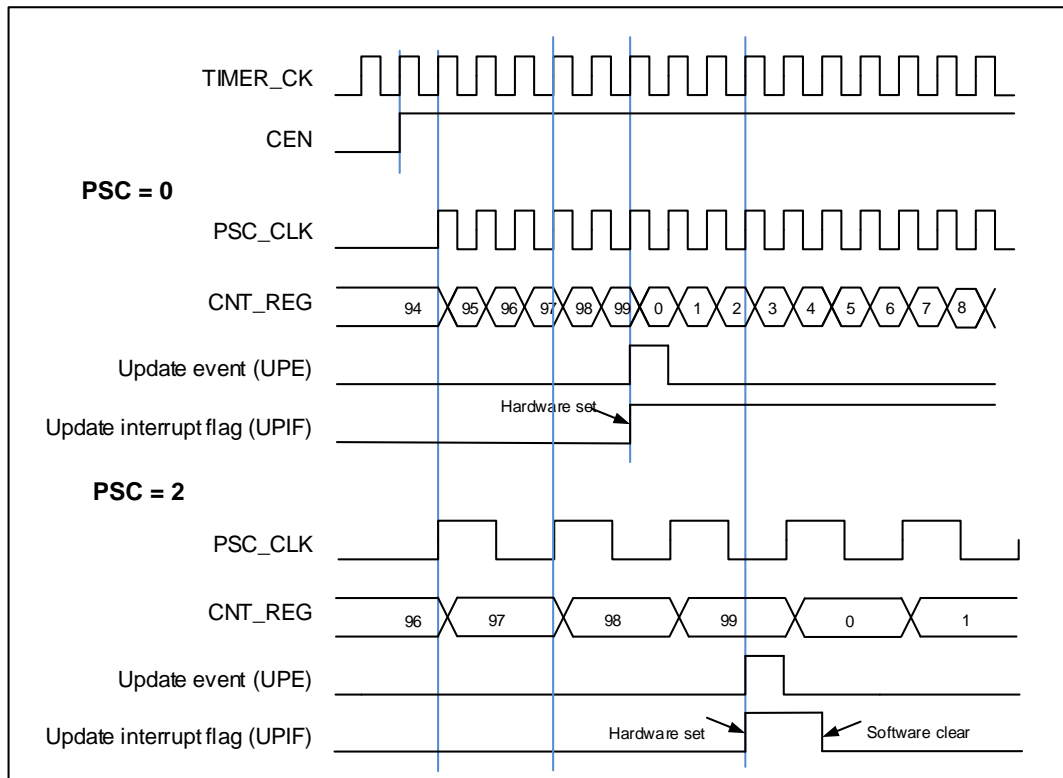 TIMER_CK
CEN
PSC = 0
PSC_CLK
CNT_REG 94 95 96 97 98 99 0 1 2 3 4 5 6 7 8
Update event (UPE)
Hardware set
Update interrupt flag (UPIF)
PSC = 2
PSC_CLK
CNT_REG 96 97 98 99 0 1
Update event (UPE)
Update interrupt flag (UPIF) Hardware set Software clear